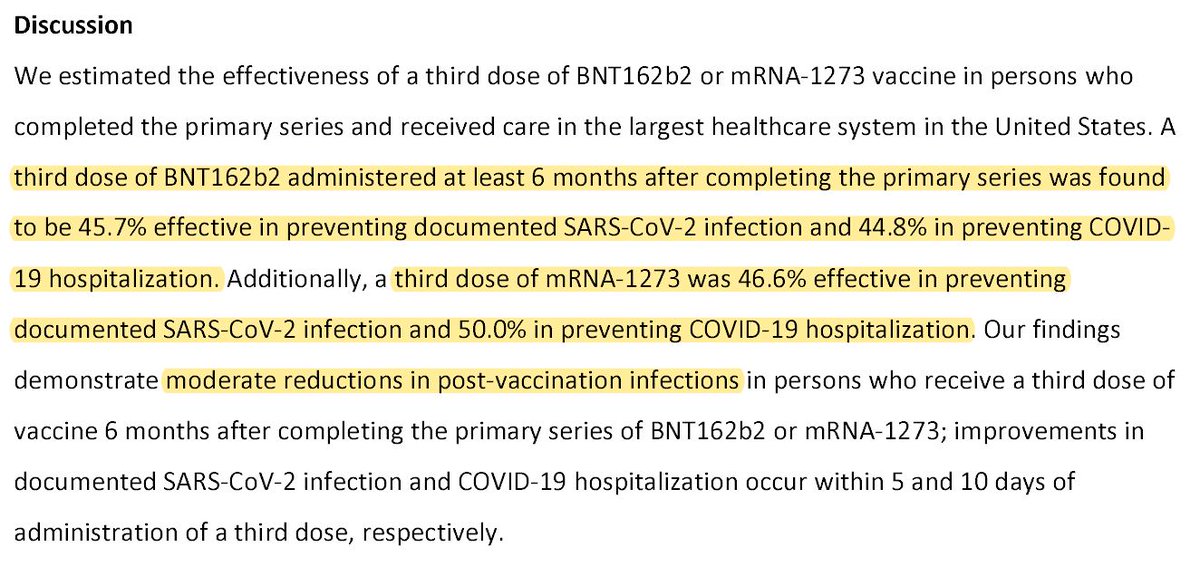 Discussion
We estimated the effectiveness of a third dose of BNT162b2 or mRNA-1273 vaccine in persons who
completed the primary series and received care in the largest healthcare system in the United States. A
third dose of BNT162b2 administered at least 6 months after completing the primary series was found
to be 45.7% effective in preventing documented SARS-CoV-2 infection and 44.8% in preventing COVID-
19 hospitalization. Additionally, a third dose of mRNA-1273 was 46.6% effective in preventing
documented SARS-CoV-2 infection and 50.0% in preventing COVID-19 hospitalization. Our findings
demonstrate moderate reductions in post-vaccination infections in persons who receive a third dose of
vaccine 6 months after completing the primary series of BNT162b2 or mRNA-1273; improvements in
documented SARS-CoV-2 infection and COVID-19 hospitalization occur within 5 and 10 days of
administration of a third dose, respectively.